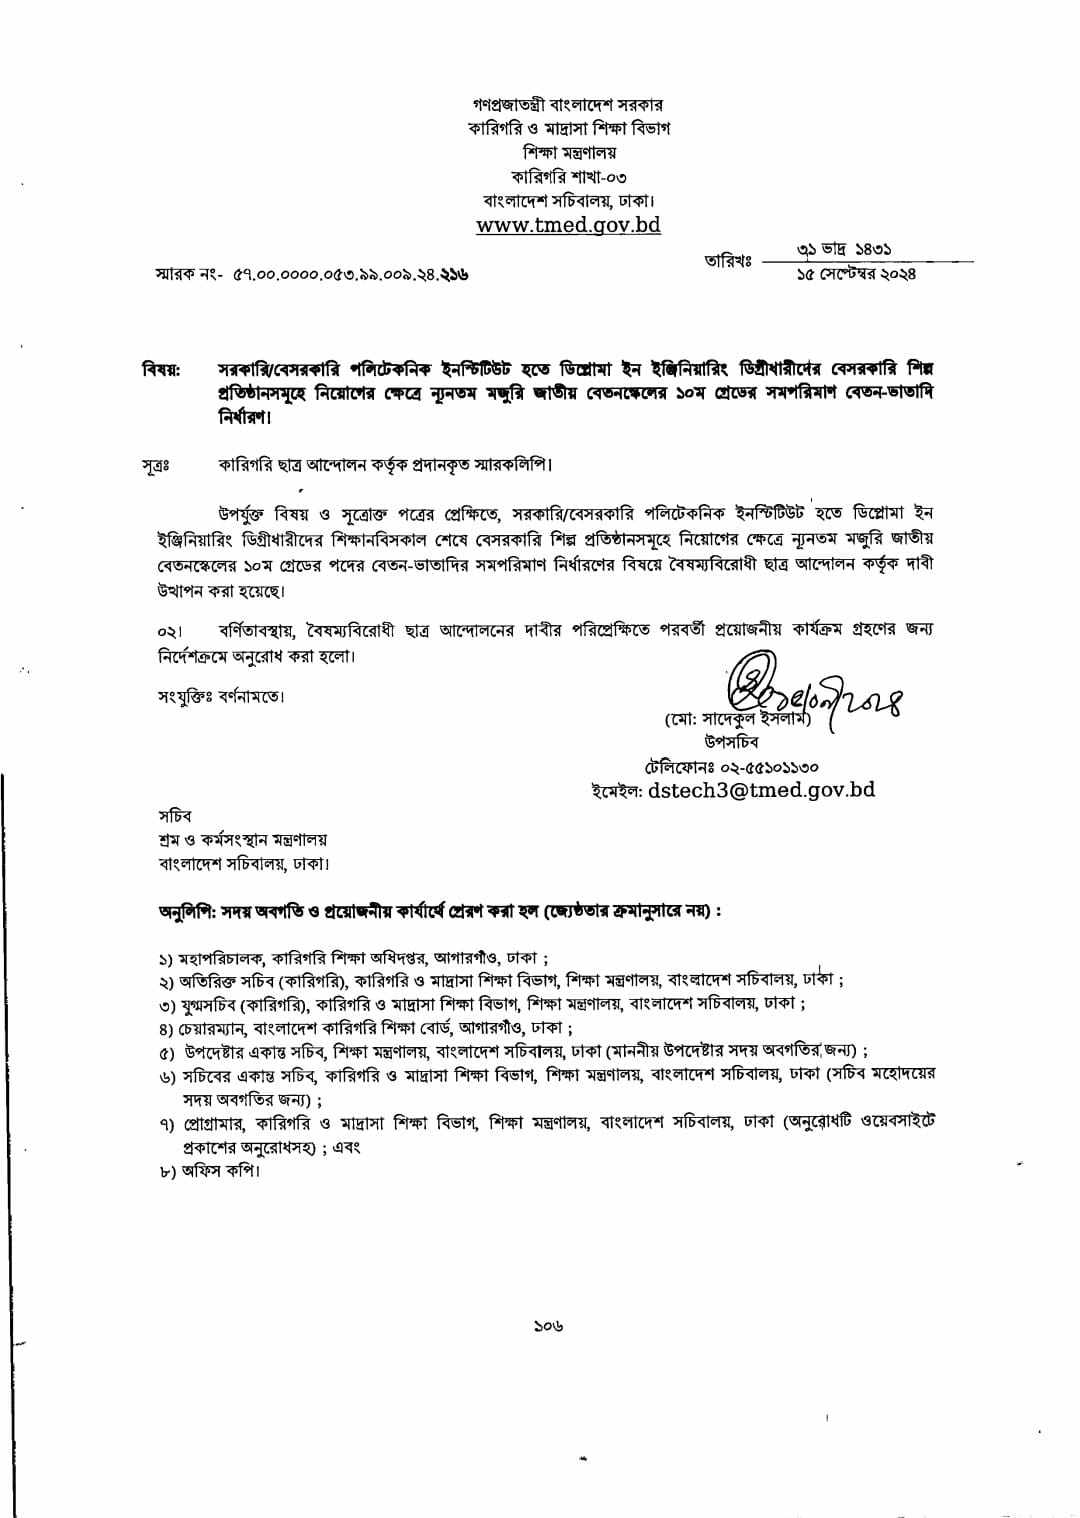 গণপ্রজাতন্ত্রী বাংলাদেশ সরকার
কারিগরি ও মাদ্রাসা শিক্ষা বিভাগ
শিক্ষা মন্ত্রণালয়
কারিগরি শাখা-০৩
বাংলাদেশ সচিবালয়, ঢাকা।
www.tmed.gov.bd
স্মারক নং- ৫৭.০০.০০০০.০৫৩.৯৯.০০৯.২৪.২১৬
তারিখঃ ৩১ ভাদ্র ১৪৩১
১৫ সেপ্টেম্বর ২০২৪
বিষয়: সরকারি/বেসরকারি পলিটেকনিক ইনস্টিটিউট হতে ডিপ্লোমা ইন ইঞ্জিনিয়ারিং ডিগ্রীধারীদের বেসরকারি শিল্প
প্রতিষ্ঠানসমূহে নিয়োগের ক্ষেত্রে ন্যূনতম মজুরি জাতীয় বেতনস্কেলের ১০ম গ্রেডের সমপরিমাণ বেতন-ভাতাদি
নির্ধারণ।
সূত্রঃ কারিগরি ছাত্র আন্দোলন কর্তৃক প্রদানকৃত স্মারকলিপি।
উপর্যুক্ত বিষয় ও সূত্রোক্ত পত্রের প্রেক্ষিতে, সরকারি/বেসরকারি পলিটেকনিক ইনস্টিটিউট হতে ডিপ্লোমা ইন
ইঞ্জিনিয়ারিং ডিগ্রীধারীদের শিক্ষানবিসকাল শেষে বেসরকারি শিল্প প্রতিষ্ঠানসমূহে নিয়োগের ক্ষেত্রে ন্যূনতম মজুরি জাতীয়
বেতনস্কেলের ১০ম গ্রেডের পদের বেতন-ভাতাদির সমপরিমাণ নির্ধারণের বিষয়ে বৈষম্যবিরোধী ছাত্র আন্দোলন কর্তৃক দাবী
উত্থাপন করা হয়েছে।
০২। বর্ণিতাবস্থায়, বৈষম্যবিরোধী ছাত্র আন্দোলনের দাবীর পরিপ্রেক্ষিতে পরবর্তী প্রয়োজনীয় কার্যক্রম গ্রহণের জন্য
নির্দেশক্রমে অনুরোধ করা হলো।
সংযুক্তিঃ বর্ণনামতে।
(মো: সাদেকুল ইসলাম)
উপসচিব
টেলিফোনঃ ০২-৫৫১০১১৩০
ইমেইল: dstech3@tmed.gov.bd
সচিব
শ্রম ও কর্মসংস্থান মন্ত্রণালয়
বাংলাদেশ সচিবালয়, ঢাকা।
অনুলিপি: সদয় অবগতি ও প্রয়োজনীয় কার্যার্থে প্রেরণ করা হল (জ্যেষ্ঠতার ক্রমানুসারে নয়) :
১) মহাপরিচালক, কারিগরি শিক্ষা অধিদপ্তর, আগারগাঁও, ঢাকা ;
২) অতিরিক্ত সচিব (কারিগরি), কারিগরি ও মাদ্রাসা শিক্ষা বিভাগ, শিক্ষা মন্ত্রণালয়, বাংলাদেশ সচিবালয়, ঢাকা ;
৩) যুগ্মসচিব (কারিগরি), কারিগরি ও মাদ্রাসা শিক্ষা বিভাগ, শিক্ষা মন্ত্রণালয়, বাংলাদেশ সচিবালয়, ঢাকা ;
৪) চেয়ারম্যান, বাংলাদেশ কারিগরি শিক্ষা বোর্ড, আগারগাঁও, ঢাকা ;
৫) উপদেষ্টার একান্ত সচিব, শিক্ষা মন্ত্রণালয়, বাংলাদেশ সচিবালয়, ঢাকা (মাননীয় উপদেষ্টার সদয় অবগতির জন্য) ;
৬) সচিবের একান্ত সচিব, কারিগরি ও মাদ্রাসা শিক্ষা বিভাগ, শিক্ষা মন্ত্রণালয়, বাংলাদেশ সচিবালয়, ঢাকা (সচিব মহোদয়ের
সদয় অবগতির জন্য) ;
৭) প্রোগ্রামার, কারিগরি ও মাদ্রাসা শিক্ষা বিভাগ, শিক্ষা মন্ত্রণালয়, বাংলাদেশ সচিবালয়, ঢাকা (অনুরোধটি ওয়েবসাইটে
প্রকাশের অনুরোধসহ) ; এবং
৮) অফিস কপি।
১০৬